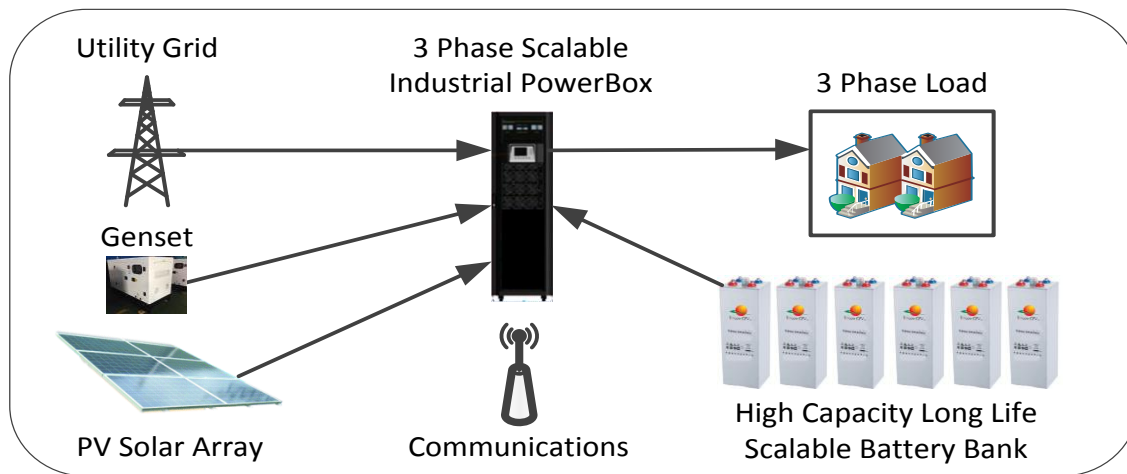 Utility Grid
3 Phase Scalable
Industrial PowerBox
3 Phase Load
Genset
PV Solar Array
Communications
High Capacity Long Life
Scalable Battery Bank